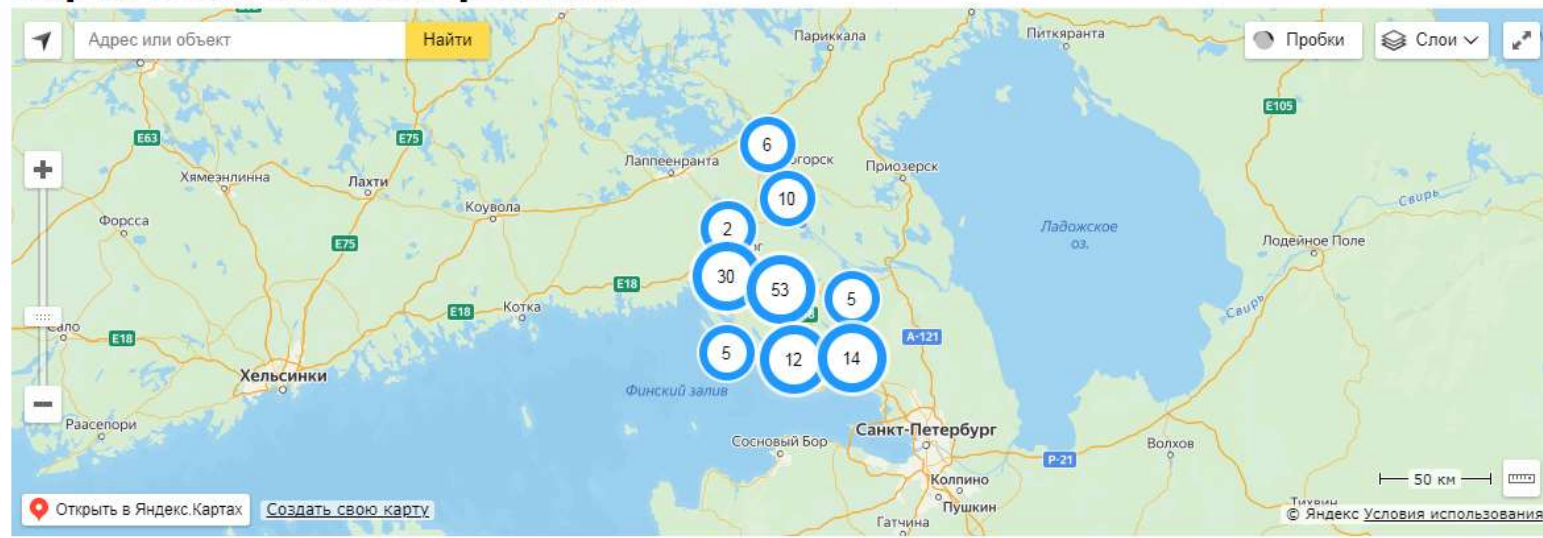 Адрес или объект
Найти
Париккала
Питкяранта
Пробки
Слои
E105
E63
E75
6
Лаппеенранта
Приозерск
Хямеэнлинна
Лахти
10
Коувола
Свирь
Форсса
2
E75
Ладожское
оз.
Лодейное Поле
30
53
5
E18
E18
Котка
Свирь
E18
A-121
5
12
14
Хельсинки
Финский залив
Раасепори
Санкт-Петербург
Сосновый Бор
Волхов
P-21
Колпино
50 км
Пушкин
Гатчина
Открыть в Яндекс.Картах
Создать свою карту
© Яндекс Условия использования